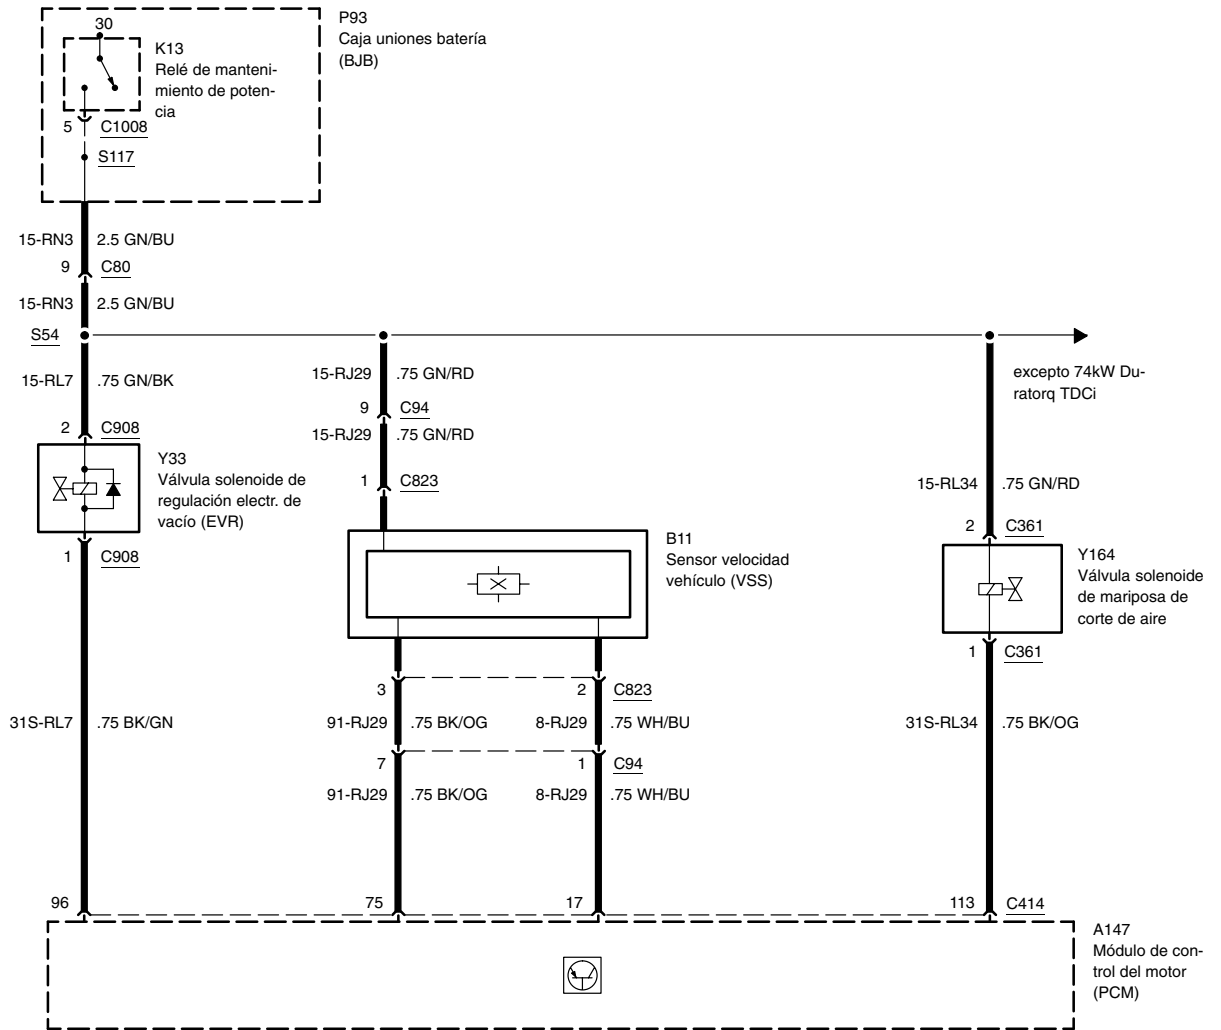 30
P93
Caja uniones batería
(BJB)
K13
Relé de manteni-
miento de poten-
cia
5 C1008
S117
15-RN3 2.5 GN/BU
9 C80
15-RN3 2.5 GN/BU
S54
15-RL7 .75 GN/BK
2 C908
Y33
Válvula solenoide de
regulación electr. de
vacío (EVR)
1 C908
31S-RL7 .75 BK/GN
15-RJ29 .75 GN/RD
9 C94
15-RJ29 .75 GN/RD
1 C823
B11
Sensor velocidad
vehículo (VSS)
3 2 C823
91-RJ29 .75 BK/OG 8-RJ29 .75 WH/BU
7 1 C94
91-RJ29 .75 BK/OG 8-RJ29 .75 WH/BU
excepto 74kW Du-
ratorq TDCi
15-RL34 .75 GN/RD
2 C361
Y164
Válvula solenoide
de mariposa de
corte de aire
1 C361
31S-RL34 .75 BK/OG
96 75 17 113 C414
A147
Módulo de con-
trol del motor
(PCM)